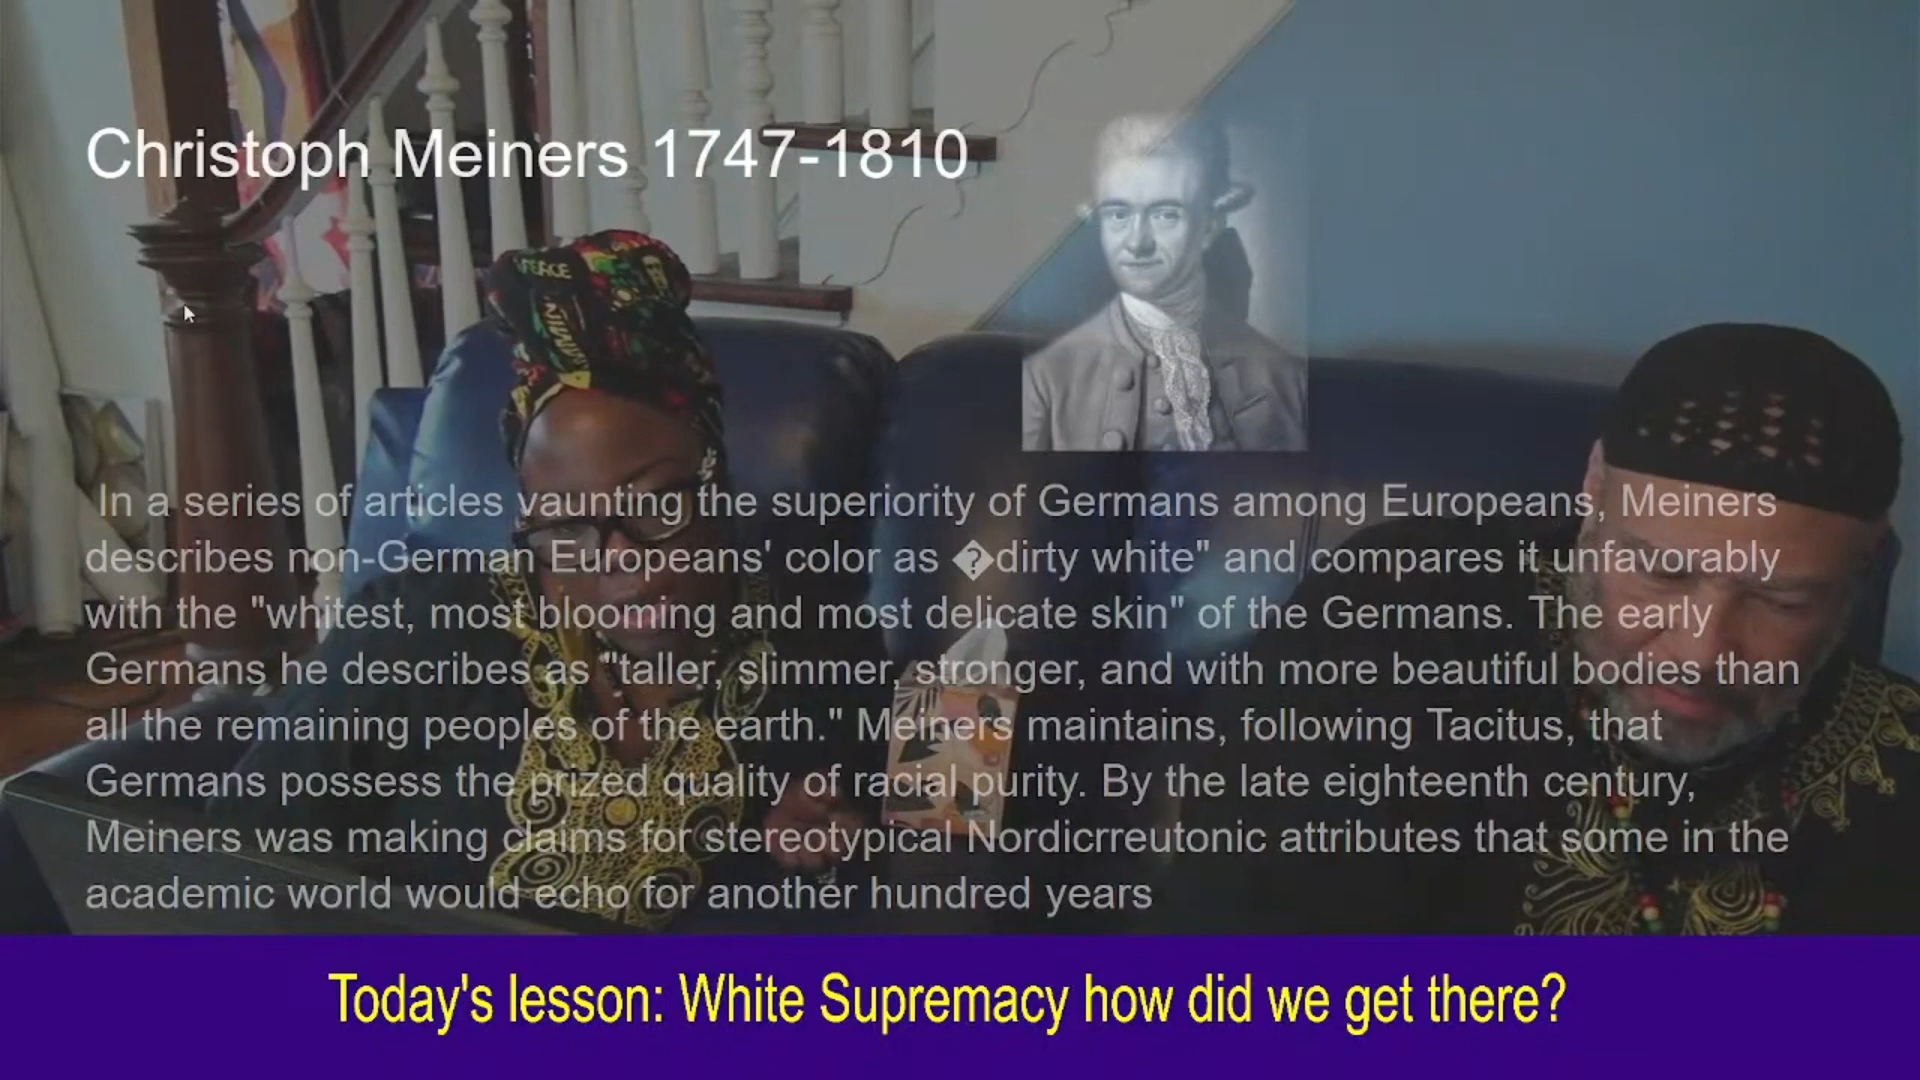 Christoph Meiners 1747-1810
PEACE
In a series of articles vaunting the superiority of Germans among Europeans, Meiners
describes non-German Europeans' color as �dirty white" and compares it unfavorably
with the "whitest, most blooming and most delicate skin" of the Germans. The early
Germans he describes as "taller, slimmer, stronger, and with more beautiful bodies than
all the remaining peoples of the earth." Meiners maintains, following Tacitus, that
Germans possess the prized quality of racial purity. By the late eighteenth century,
Meiners was making claims for stereotypical Nordicrreutonic attributes that some in the
academic world would echo for another hundred years
Today's lesson: White Supremacy how did we get there?